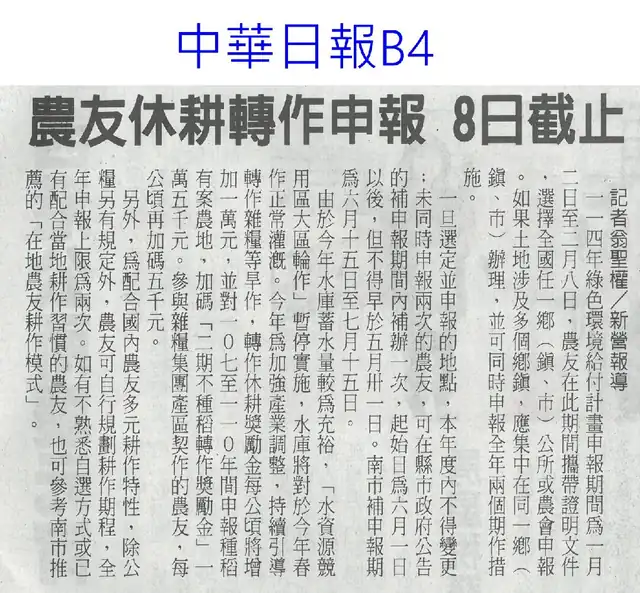 中華日報B4
農友休耕轉作申報 8日截止
記者翁聖權／新營報導
一一四年綠色環境給付計畫申報期間為一月
二日至二月八日，農友在此期間攜帶證明文件
，選擇全國任一鄉（鎮、市）公所或農會申報
。如果土地涉及多個鄉鎮，應集中在同一鄉（
鎮、市）辦理，並可同時申報全年兩個期作措
施。
一旦選定並申報的地點，本年度內不得變更
；未同時申報兩次的農友，可在縣市政府公告
的補申報期間內補辦一次，起始日為六月一日
以後，但不得早於五月卅一日。南市補申報期
為六月十五日至七月十五日。
由於今年水庫蓄水量較為充裕，「水資源競
用區大區輪作」暫停實施，水庫將對於今年春
作正常灌溉。今年為加強產業調整，持續引導
轉作雜糧等旱作，轉作休耕獎勵金每公頃將增
加一萬元，並對一○七至一一○年間申報種稻
有案農地，加碼「二期不種稻轉作獎勵金」一
萬五千元。參與雜糧集團產區契作的農友，每
公頃再加碼五千元。
另外，為配合國內農友多元耕作特性，除公
糧另有規定外，農友可自行規劃耕作期程，全
年申報上限為兩次。如有不熟悉自選方式或已
有配合當地耕作習慣的農友，也可參考南市推
薦的「在地農友耕作模式」。